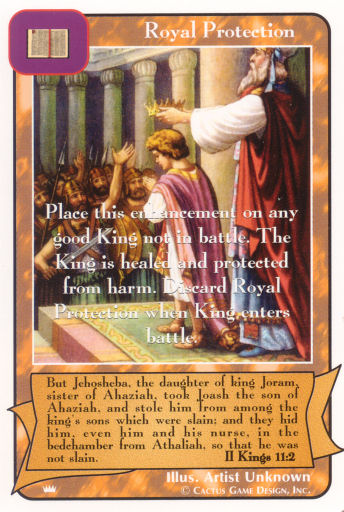 Royal Protection
Place this enhancement on any
good King not in battle. The
King is healed and protected
from harm. Discard Royal
Protection when King enters
battle.
But Jehosheba, the daughter of king Joram,
sister of Ahaziah, took Joash the son of
Ahaziah, and stole him from among the
king's sons which were slain; and they hid
him, even him and his nurse, in the
bedchamber from Athaliah, so that he was
not slain. II Kings 11:2
Illus. Artist Unknown
© Cactus Game Design, Inc.